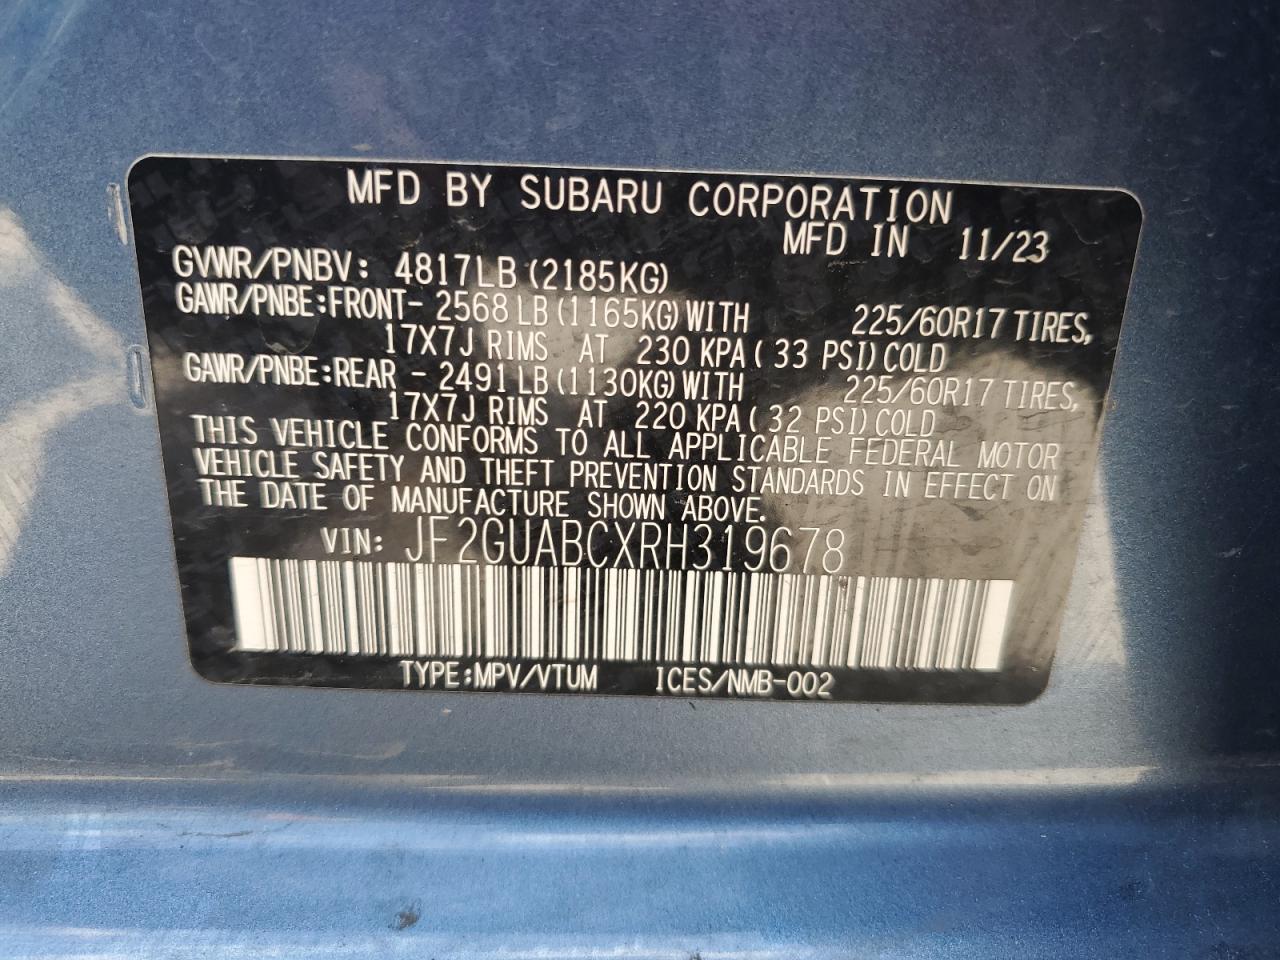 MFD BY SUBARU CORPORATION
MFD IN 11/23
GVWR/PNBV: 4817LB (2185KG)
GAWR/PNBE:FRONT- 2568 LB (1165KG) WITH 225/60R17 TIRES,
17X7J RIMS AT 230 KPA ( 33 PSI) COLD
GAWR/PNBE:REAR - 2491 LB (1130KG) WITH 225/60R17 TIRES,
17X7J RIMS AT 220 KPA ( 32 PSI) COLD
THIS VEHICLE CONFORMS TO ALL APPLICABLE FEDERAL MOTOR
VEHICLE SAFETY AND THEFT PREVENTION STANDARDS IN EFFECT ON
THE DATE OF MANUFACTURE SHOWN ABOVE.
VIN: JF2GUABCXRH319678
TYPE:MPV/VTUM ICES/NMB-002